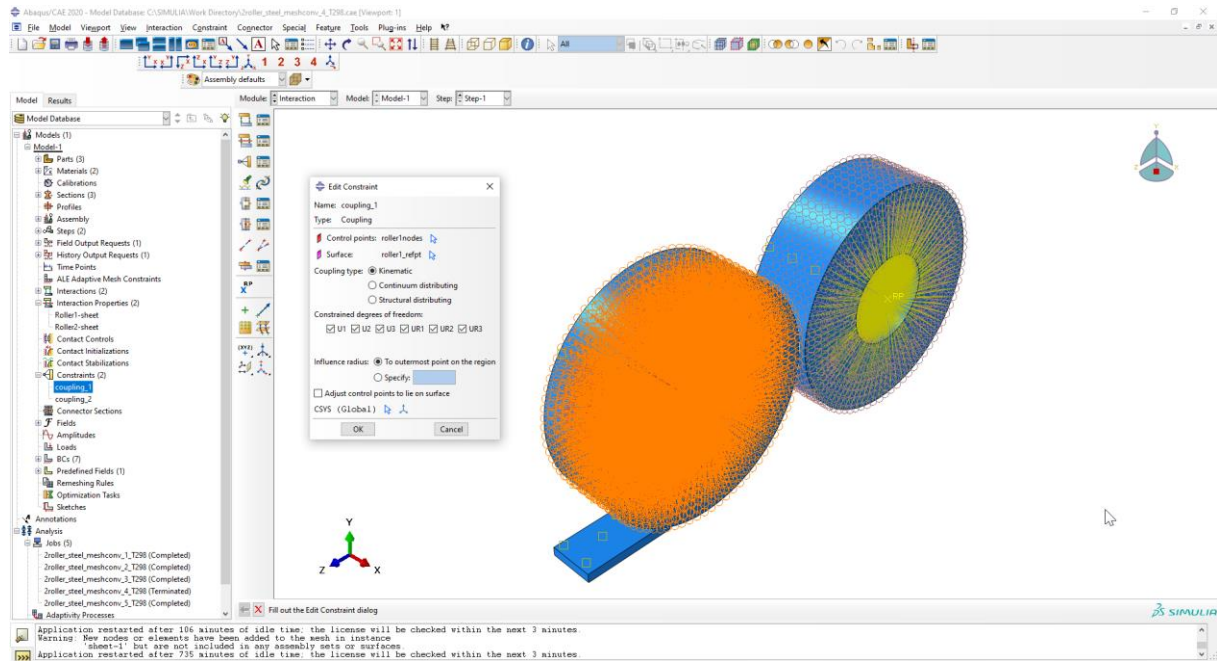 Abaqus/CAE 2020 - Model Database: C:\SIMULIA\Work Directory\2roller_steel_meshconv_4_T298.cae [Viewport: 1]
File Model Viewport View Interaction Constraint Connector Special Feature Tools Plug-ins Help
All
1 2 3 4
Assembly defaults
Model Results
Module: Interaction Model: Model-1 Step: Step-1
Model Database
Models (1)
Model-1
Parts (3)
Materials (2)
Calibrations
Sections (3)
Profiles
Assembly
Steps (2)
Field Output Requests (1)
History Output Requests (1)
Time Points
ALE Adaptive Mesh Constraints
Interactions (2)
Interaction Properties (2)
Roller1-sheet
Roller2-sheet
Contact Controls
Contact Initializations
Contact Stabilizations
Constraints (2)
coupling_1
coupling_2
Connector Sections
Fields
Amplitudes
Loads
BCs (7)
Predefined Fields (1)
Remeshing Rules
Optimization Tasks
Sketches
Annotations
Analysis
Jobs (5)
2roller_steel_meshconv_1_T298 (Completed)
2roller_steel_meshconv_2_T298 (Completed)
2roller_steel_meshconv_3_T298 (Completed)
2roller_steel_meshconv_4_T298 (Terminated)
2roller_steel_meshconv_5_T298 (Completed)
Adaptivity Processes
RP
(XYZ)
Edit Constraint
Name: coupling_1
Type: Coupling
Control points: roller1nodes
Surface: roller1_refpt
Coupling type: Kinematic
Continuum distributing
Structural distributing
Constrained degrees of freedom:
U1 U2 U3 UR1 UR2 UR3
Influence radius: To outermost point on the region
Specify:
Adjust control points to lie on surface
CSYS (Global)
OK Cancel
RP
Y
Z X
Y
Z X
Fill out the Edit Constraint dialog
SIMULIA
Application restarted after 106 minutes of idle time; the license will be checked within the next 3 minutes.
Warning: New nodes or elements have been added to the mesh in instance
'sheet-1' but are not included in any assembly sets or surfaces.
Application restarted after 735 minutes of idle time; the license will be checked within the next 3 minutes.